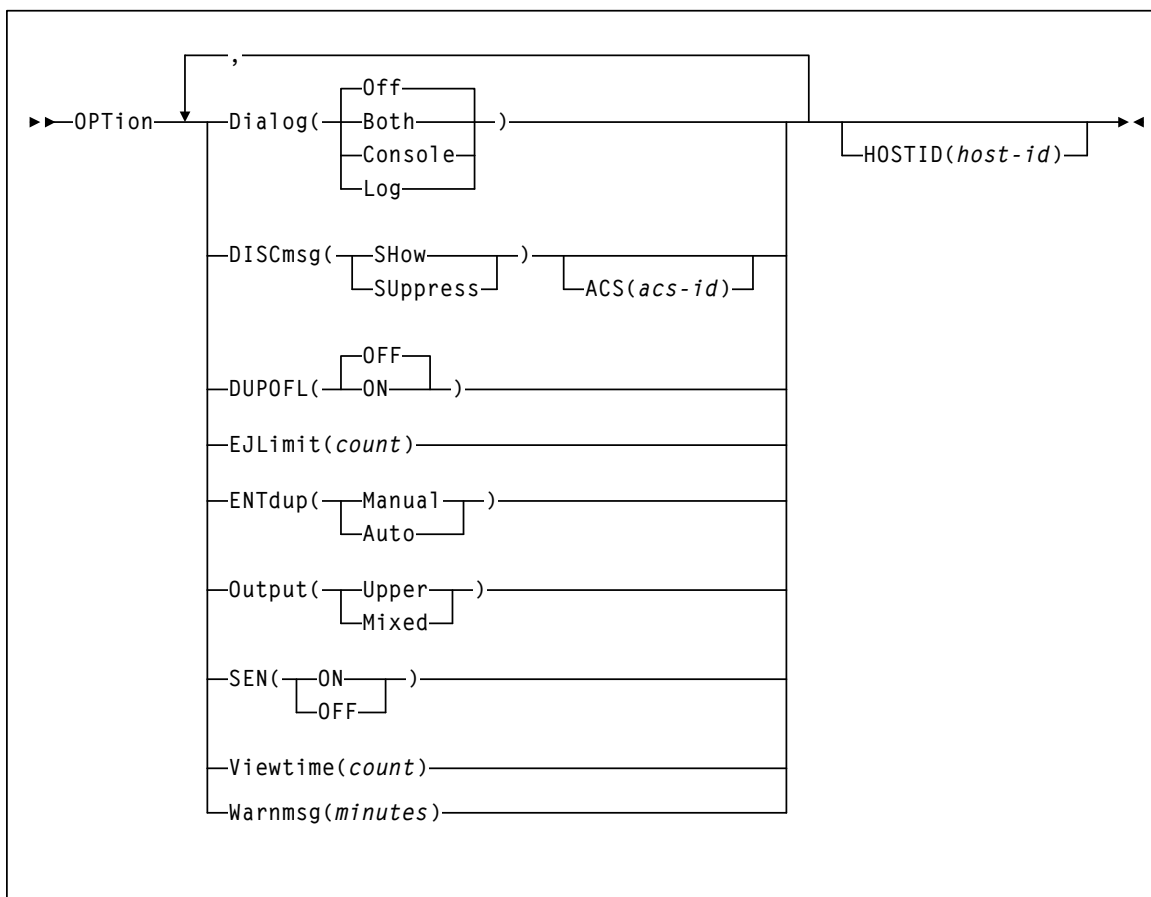 ,
Off
OPTion Dialog( Both )
Console
HOSTID(host-id)
Log
DISCmsg( SHow )
SUppress
ACS(acs-id)
OFF
DUPOFL( ON )
EJLimit(count)
ENTdup( Manual )
Auto
Output( Upper )
Mixed
SEN( ON )
OFF
Viewtime(count)
Warnmsg(minutes)